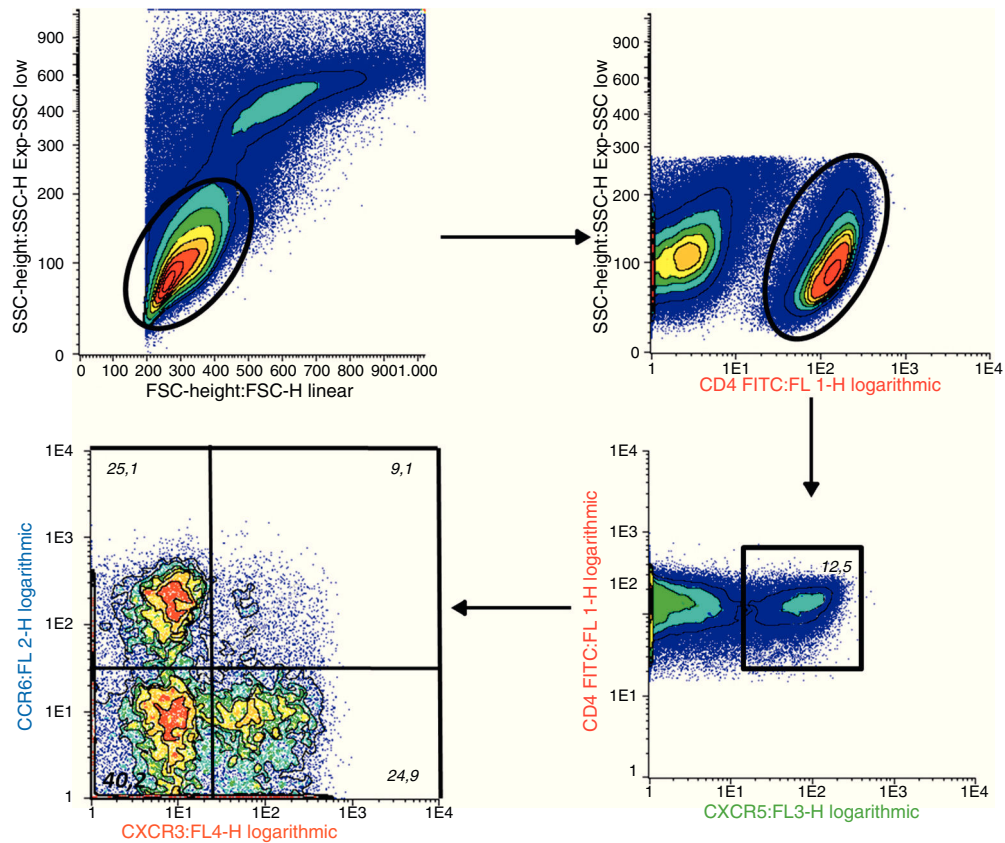 SSC-height:SSC-H Exp-SSC low
900
600
400
300
200
100
0
0 100 200 300 400 500 600 700 800 9001.000
FSC-height:FSC-H linear
SSC-height:SSC-H Exp-SSC low
900
600
400
300
200
100
0
1 1E1 1E2 1E3 1E4
CD4 FITC:FL 1-H logarithmic
CCR6:FL 2-H logarithmic
1E4
1E3
1E2
1E1
1
25,1 9,1
40,2 24,9
1 1E1 1E2 1E3 1E4
CXCR3:FL4-H logarithmic
CD4 FITC:FL 1-H logarithmic
1E4
1E3
1E2
1E1
1
12,5
1 1E1 1E2 1E3 1E4
CXCR5:FL3-H logarithmic